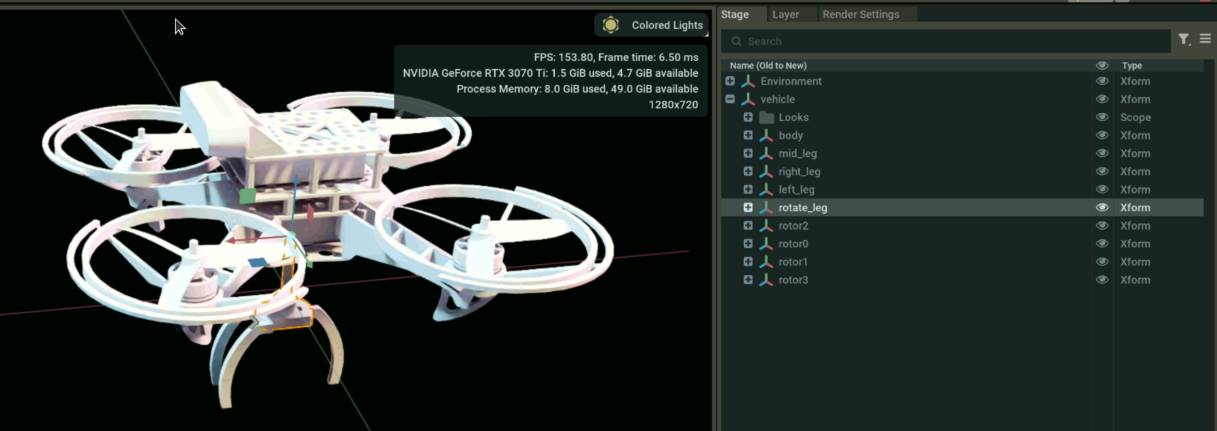 Colored Lights
FPS: 153.80, Frame time: 6.50 ms
NVIDIA GeForce RTX 3070 Ti: 1.5 GiB used, 4.7 GiB available
Process Memory: 8.0 GiB used, 49.0 GiB available
1280x720
Stage Layer Render Settings
Search
Name (Old to New) Type
Environment Xform
vehicle Xform
Looks Scope
body Xform
mid_leg Xform
right_leg Xform
left_leg Xform
rotate_leg Xform
rotor2 Xform
rotor0 Xform
rotor1 Xform
rotor3 Xform